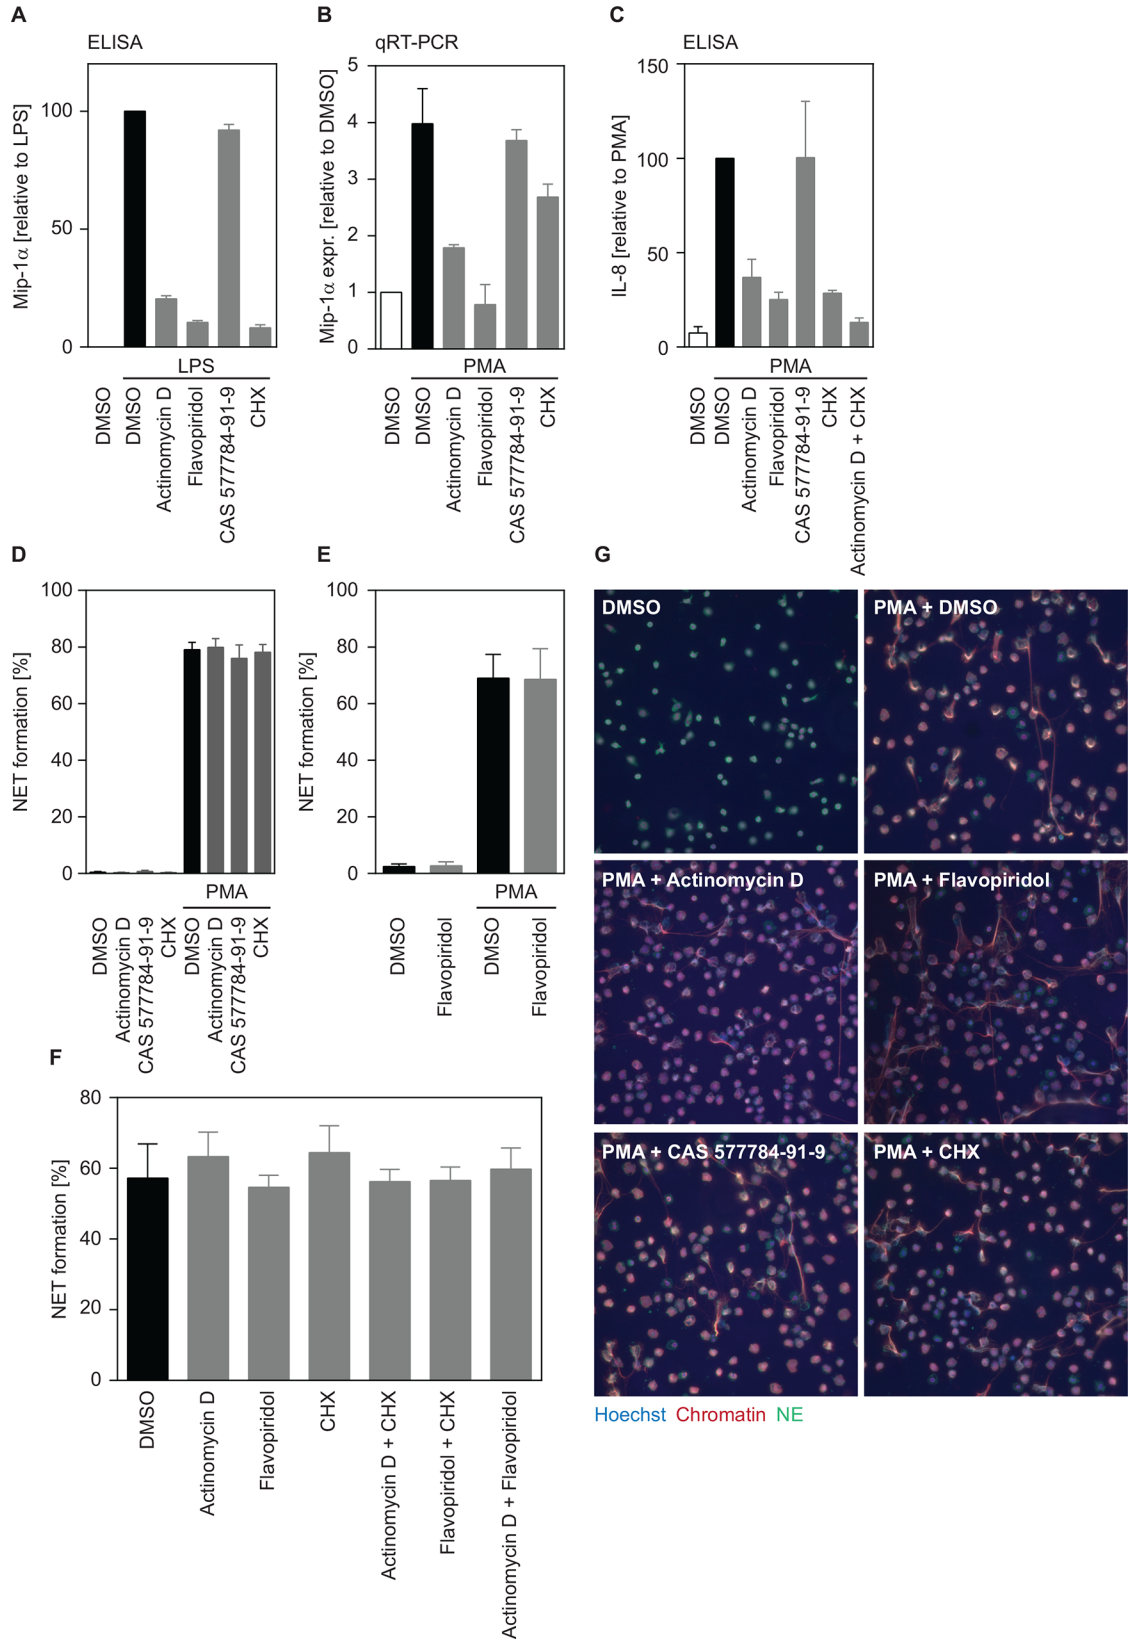 A
ELISA
Mip-1α [relative to LPS]
100
50
0
LPS
DMSO
DMSO
Actinomycin D
Flavopiridol
CAS 577784-91-9
CHX
B
qRT-PCR
Mip-1α expr. [relative to DMSO]
5
4
3
2
1
0
PMA
DMSO
DMSO
Actinomycin D
Flavopiridol
CAS 577784-91-9
CHX
C
ELISA
IL-8 [relative to PMA]
150
100
50
0
PMA
DMSO
DMSO
Actinomycin D
Flavopiridol
CAS 577784-91-9
CHX
Actinomycin D + CHX
D
NET formation [%]
100
80
60
40
20
0
PMA
DMSO
Actinomycin D
CAS 577784-91-9
CHX
DMSO
Actinomycin D
CAS 577784-91-9
CHX
E
NET formation [%]
100
80
60
40
20
0
PMA
DMSO
Flavopiridol
DMSO
Flavopiridol
F
NET formation [%]
80
60
40
20
0
DMSO
Actinomycin D
Flavopiridol
CHX
Actinomycin D + CHX
Flavopiridol + CHX
Actinomycin D + Flavopiridol
G
DMSO
PMA + DMSO
PMA + Actinomycin D
PMA + Flavopiridol
PMA + CAS 577784-91-9
PMA + CHX
Hoechst Chromatin NE